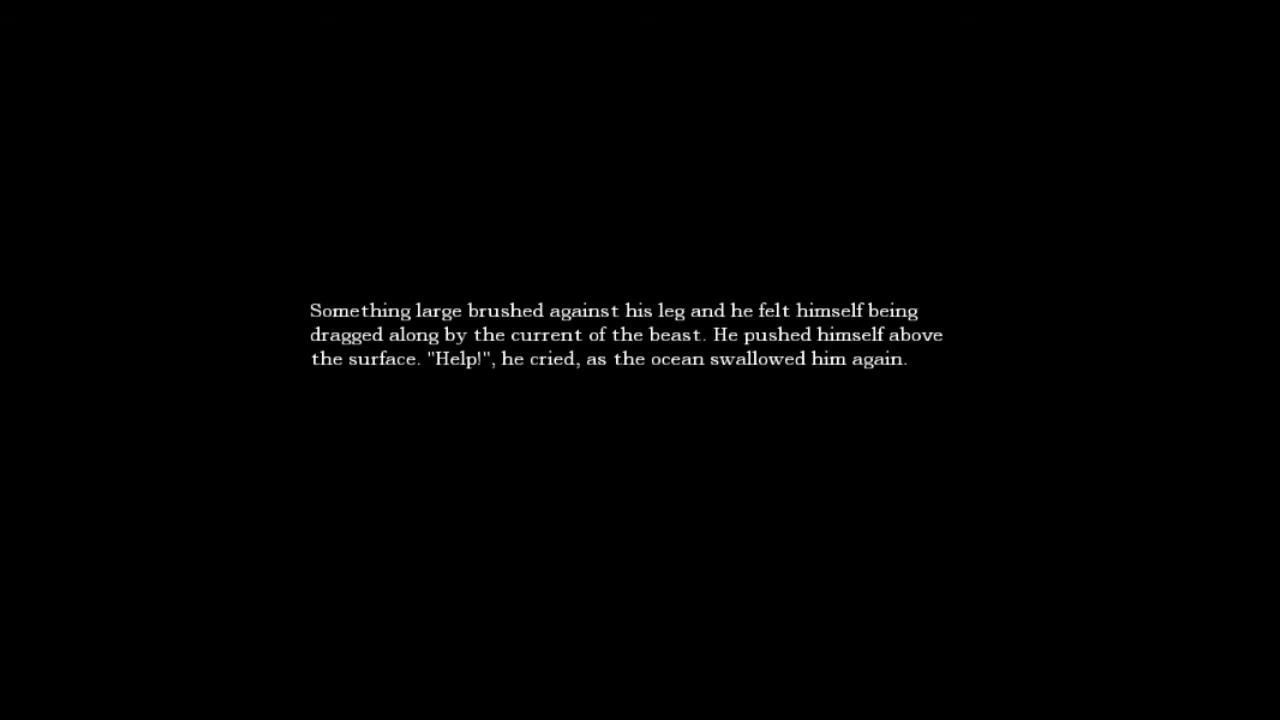 Something large brushed against his leg and he felt himself being
dragged along by the current of the beast. He pushed himself above
the surface. "Help!", he cried, as the ocean swallowed him again.